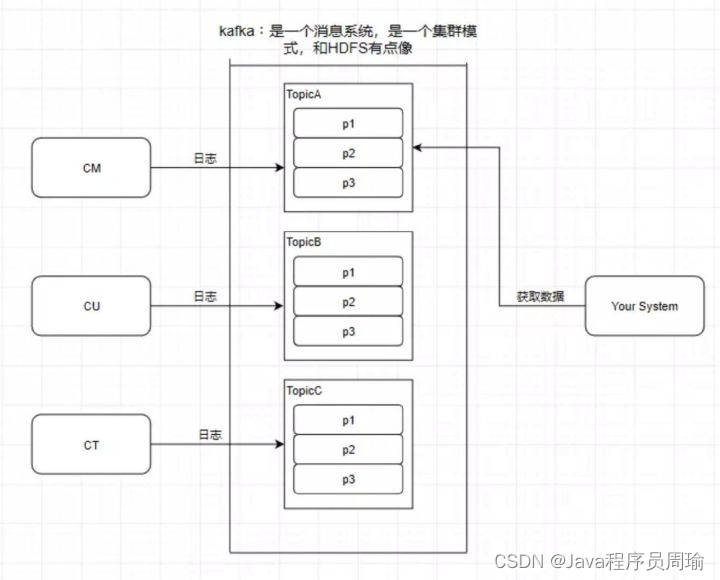 kafka：是一个消息系统，是一个集群模
式，和HDFS有点像
TopicA
p1
p2
p3
CM
日志
TopicB
p1
p2
p3
CU
日志
获取数据
Your System
TopicC
p1
p2
p3
CT
日志
CSDN @Java程序员周瑜